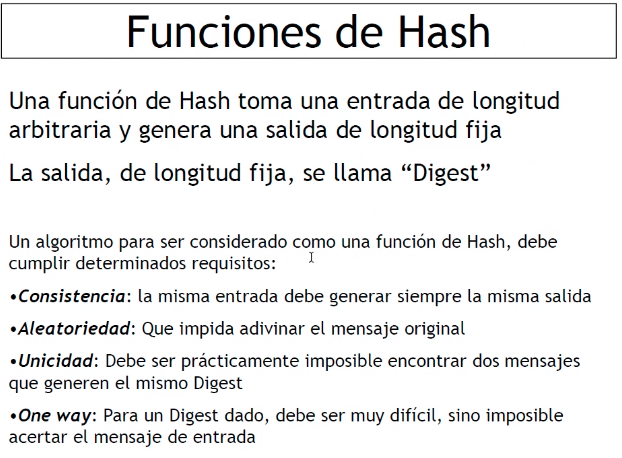 Funciones de Hash
Una función de Hash toma una entrada de longitud
arbitraria y genera una salida de longitud fija
La salida, de longitud fija, se llama “Digest”
Un algoritmo para ser considerado como una función de Hash, debe
cumplir determinados requisitos:
•Consistencia: la misma entrada debe generar siempre la misma salida
•Aleatoriedad: Que impida adivinar el mensaje original
•Unicidad: Debe ser prácticamente imposible encontrar dos mensajes
que generen el mismo Digest
•One way: Para un Digest dado, debe ser muy difícil, sino imposible
acertar el mensaje de entrada